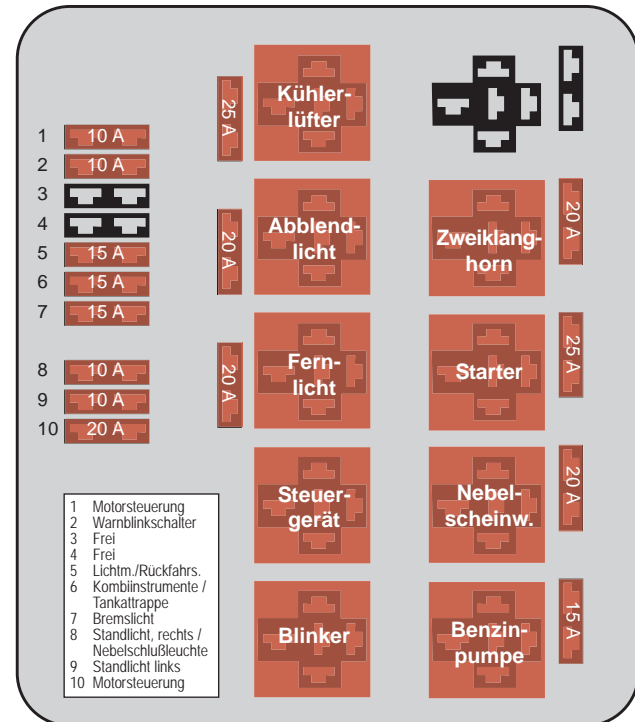 25 A
Kühler-
lüfter
1 10 A
2 10 A
3
4
5 15 A
6 15 A
7 15 A
8 10 A
9 10 A
10 20 A
20 A
Abblend-
licht
Zweiklang-
horn
20 A
20 A
Fern-
licht
Starter
25 A
Steuer-
gerät
Nebel-
scheinw.
20 A
Blinker
Benzin-
pumpe
15 A
1 Motorsteuerung
2 Warnblinkschalter
3 Frei
4 Frei
5 Lichtm./Rückfahrs.
6 Kombiinstrumente /
Tankattrappe
7 Bremslicht
8 Standlicht, rechts /
Nebelschlußleuchte
9 Standlicht links
10 Motorsteuerung